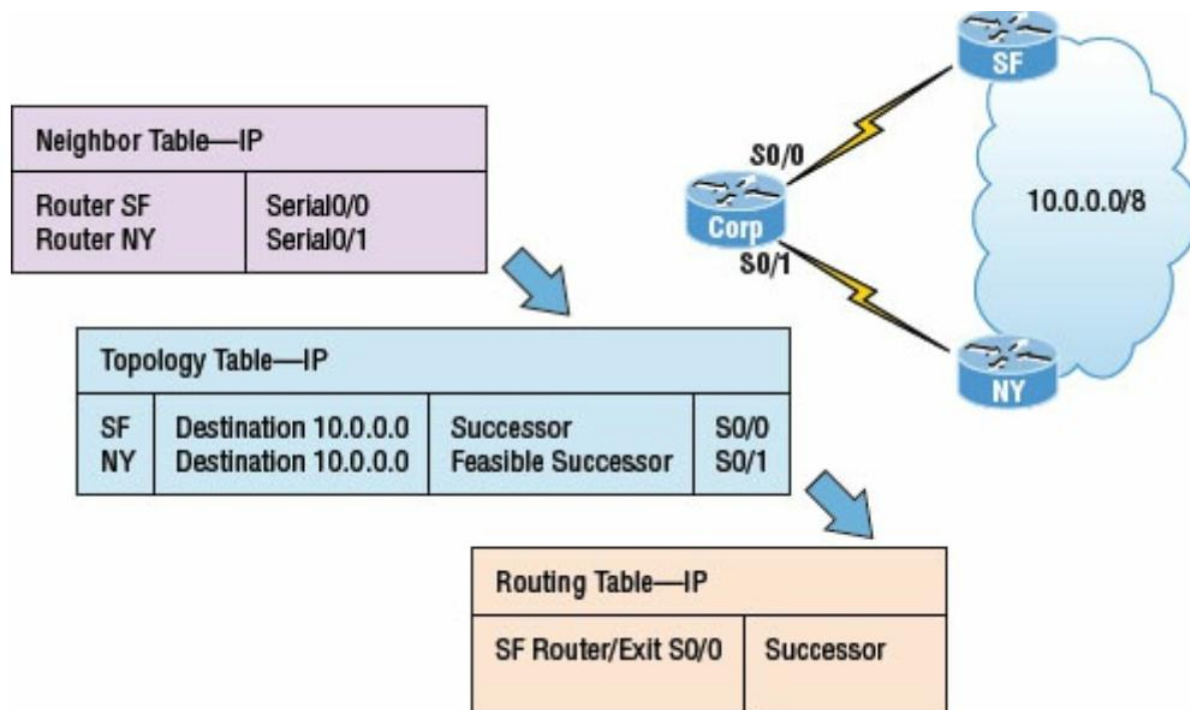 SF
Neighbor Table—IP
Router SF Serial0/0
Router NY Serial0/1
S0/0
Corp
S0/1
10.0.0.0/8
NY
Topology Table—IP
SF Destination 10.0.0.0 Successor S0/0
NY Destination 10.0.0.0 Feasible Successor S0/1
Routing Table—IP
SF Router/Exit S0/0 Successor